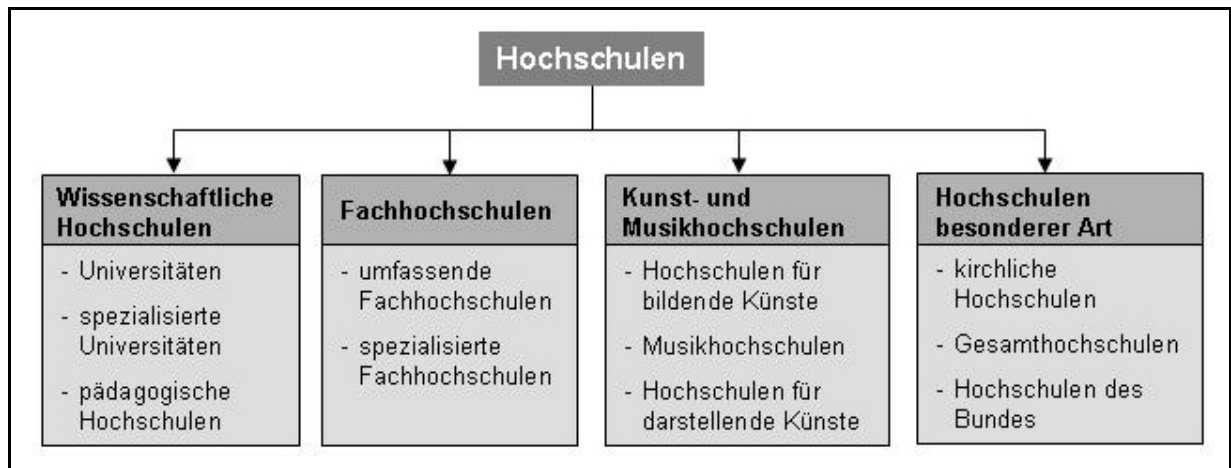 Hochschulen
Wissenschaftliche
Hochschulen
- Universitäten
- spezialisierte
Universitäten
- pädagogische
Hochschulen
Fachhochschulen
- umfassende
Fachhochschulen
- spezialisierte
Fachhochschulen
Kunst- und
Musikhochschulen
- Hochschulen für
bildende Künste
- Musikhochschulen
- Hochschulen für
darstellende Künste
Hochschulen
besonderer Art
- kirchliche
Hochschulen
- Gesamthochschulen
- Hochschulen des
Bundes